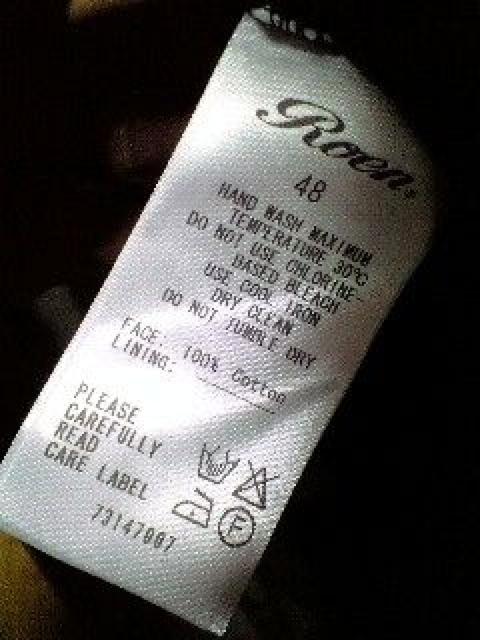 Roen
48
HAND WASH MAXIMUM
TEMPERATURE 30°C
DO NOT USE CHLORINE-
BASED BLEACH
USE COOL IRON
DRY CLEAN
DO NOT TUMBLE DRY
FACE: 100% Cotton
LINING:
PLEASE
CAREFULLY
READ
CARE LABEL
F
73147007